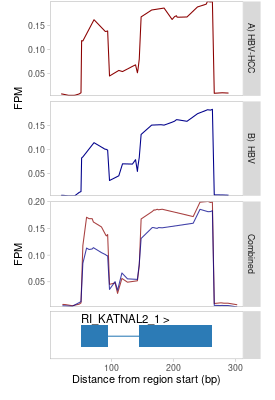 0.15
0.10
0.05
A) HBV-HCC
FPM
0.15
0.10
0.05
B) HBV
0.20
0.15
0.10
0.05
FPM
Combined
RI_KATNAL2_1 >
0
100
200
300
Distance from region start (bp)